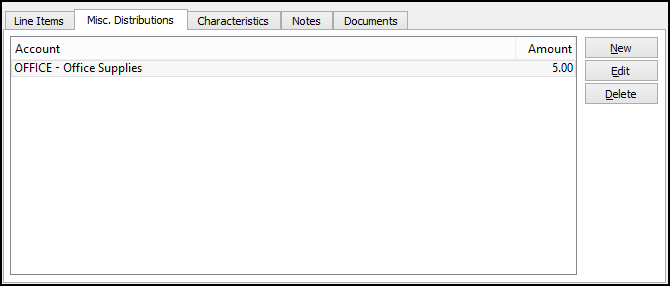 Line Items Misc. Distributions Characteristics Notes Documents
Account Amount New
OFFICE - Office Supplies 5.00 Edit
Delete